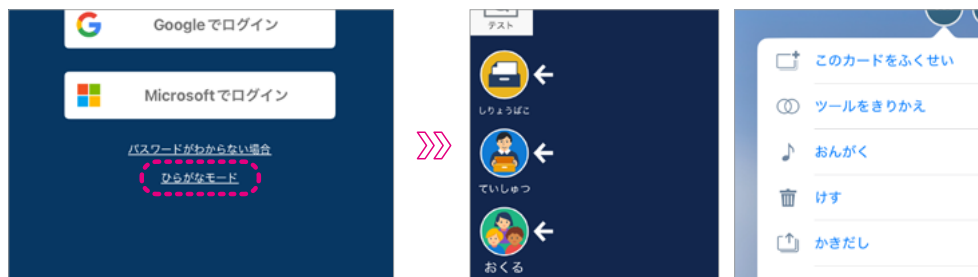 Googleでログイン
Microsoftでログイン
パスワードがわからない場合
ひらがなモード
テスト
しりょうばこ
ていしゅつ
おくる
このカードをふくせい
ツールをきりかえ
おんがく
けす
かきだし